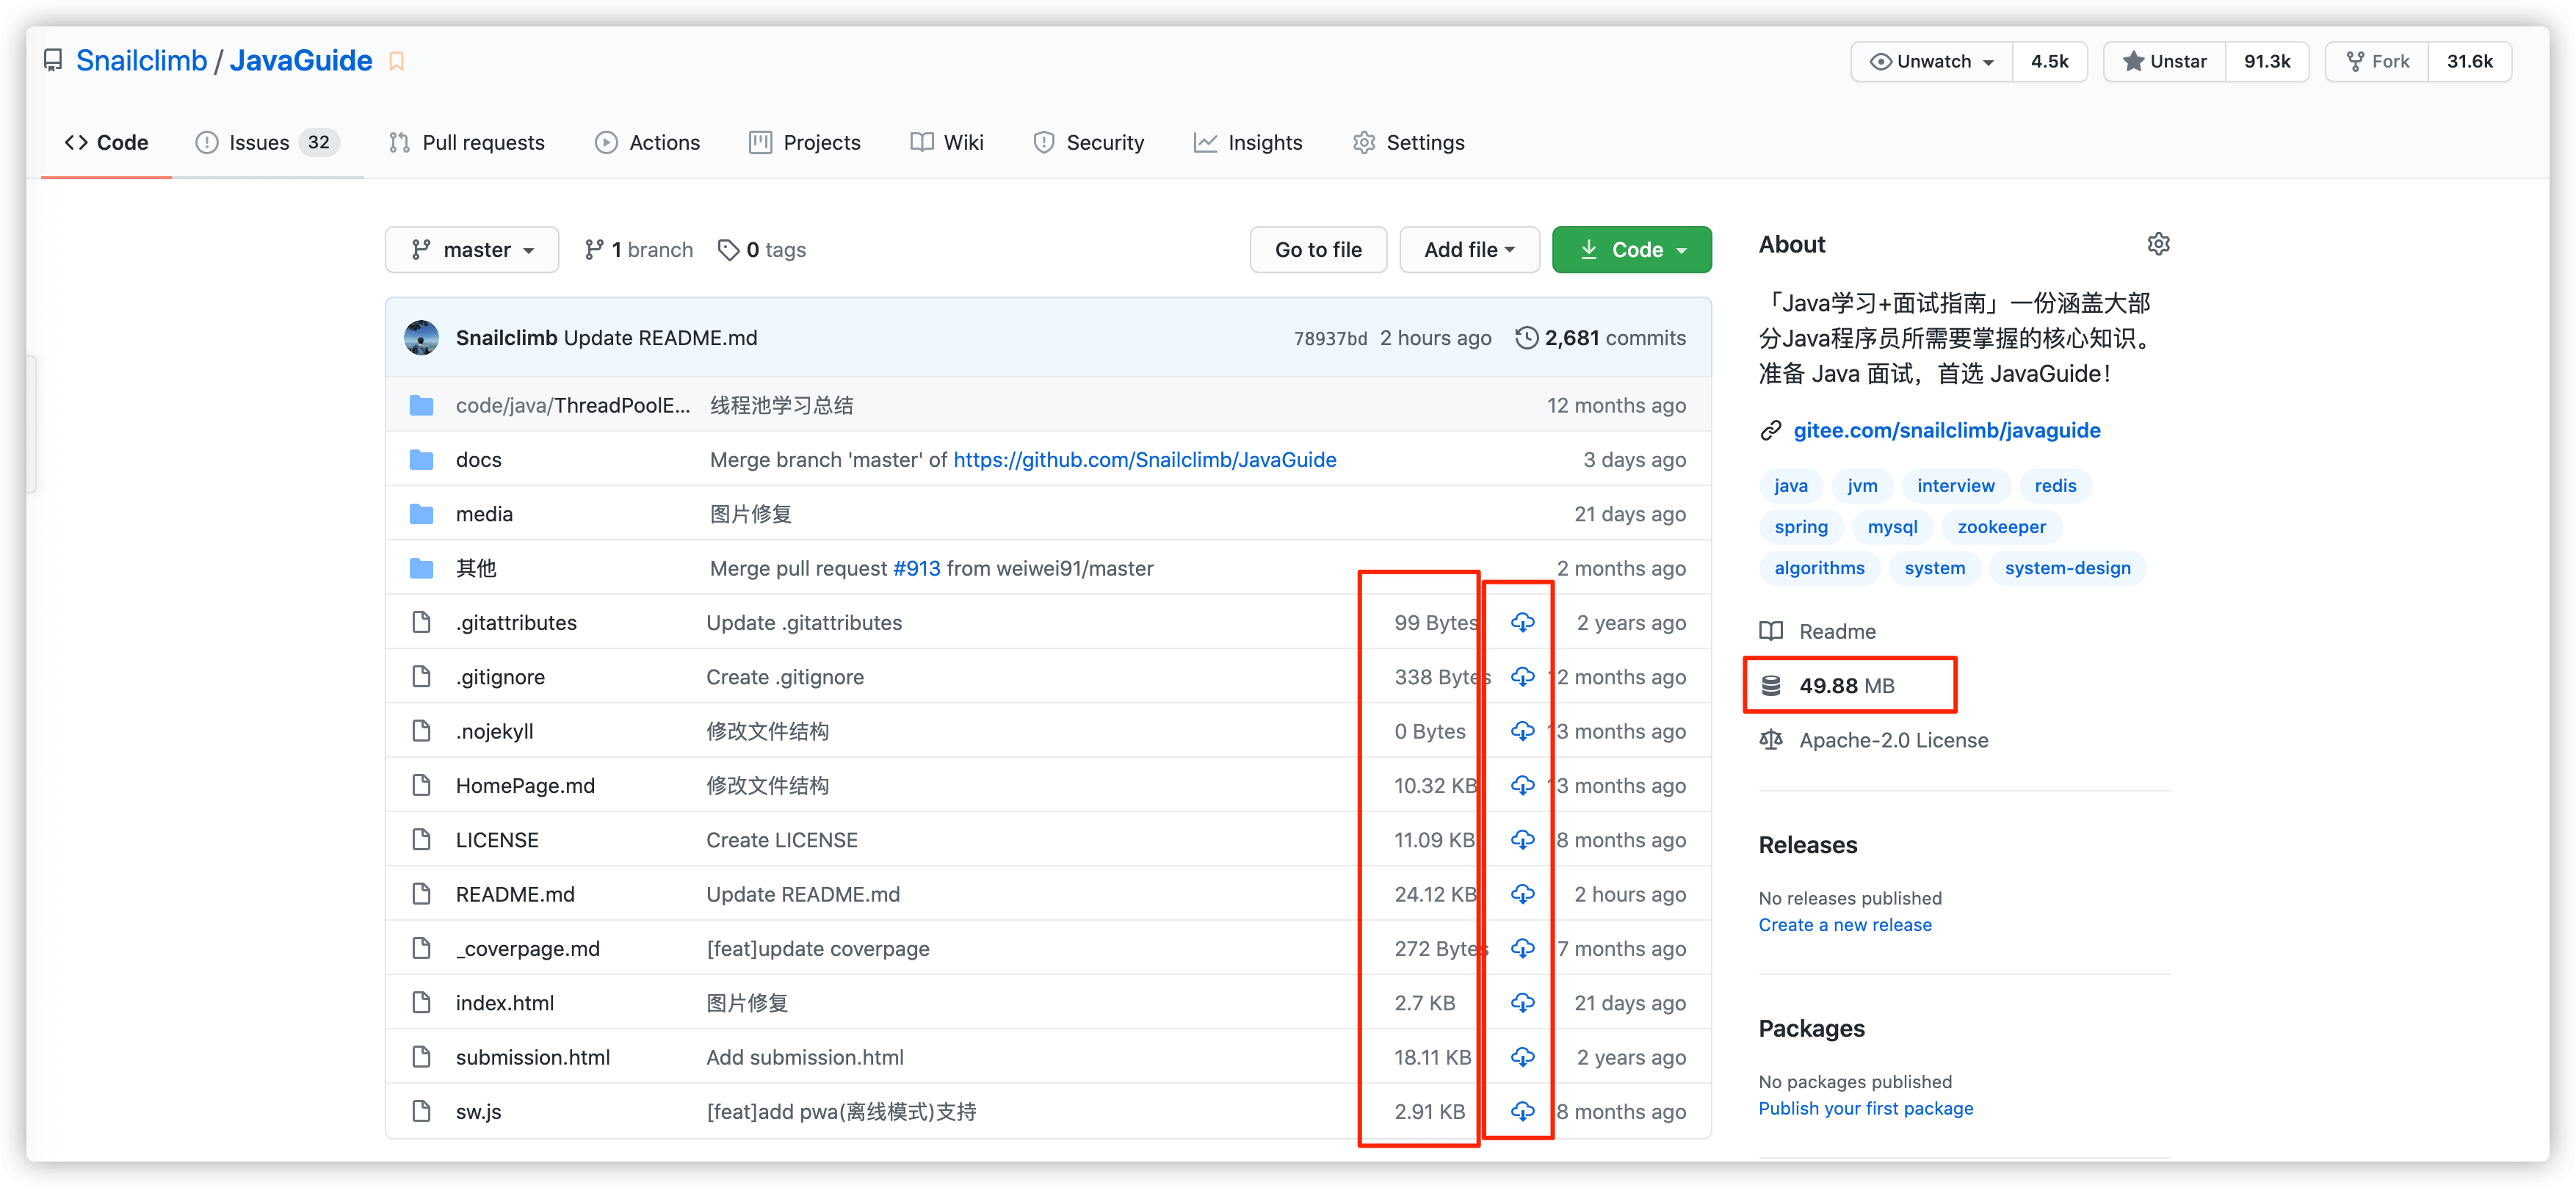 Snailclimb / JavaGuide
Unwatch 4.5k Unstar 91.3k Fork 31.6k
Code Issues 32 Pull requests Actions Projects Wiki Security Insights Settings
master 1 branch 0 tags Go to file Add file Code
Snailclimb Update README.md 78937bd 2 hours ago 2,681 commits
code/java/ThreadPoolE... 线程池学习总结 12 months ago
docs Merge branch 'master' of https://github.com/Snailclimb/JavaGuide 3 days ago
media 图片修复 21 days ago
其他 Merge pull request #913 from weiwei91/master 2 months ago
.gitattributes Update .gitattributes 99 Bytes 2 years ago
.gitignore Create .gitignore 338 Bytes 12 months ago
.nojekyll 修改文件结构 0 Bytes 13 months ago
HomePage.md 修改文件结构 10.32 KB 13 months ago
LICENSE Create LICENSE 11.09 KB 8 months ago
README.md Update README.md 24.12 KB 2 hours ago
_coverpage.md [feat]update coverpage 272 Bytes 7 months ago
index.html 图片修复 2.7 KB 21 days ago
submission.html Add submission.html 18.11 KB 2 years ago
sw.js [feat]add pwa(离线模式)支持 2.91 KB 8 months ago
About
「Java学习+面试指南」一份涵盖大部
分Java程序员所需要掌握的核心知识。
准备 Java 面试，首选 JavaGuide！
gitee.com/snailclimb/javaguide
java jvm interview redis
spring mysql zookeeper
algorithms system system-design
Readme
49.88 MB
Apache-2.0 License
Releases
No releases published
Create a new release
Packages
No packages published
Publish your first package